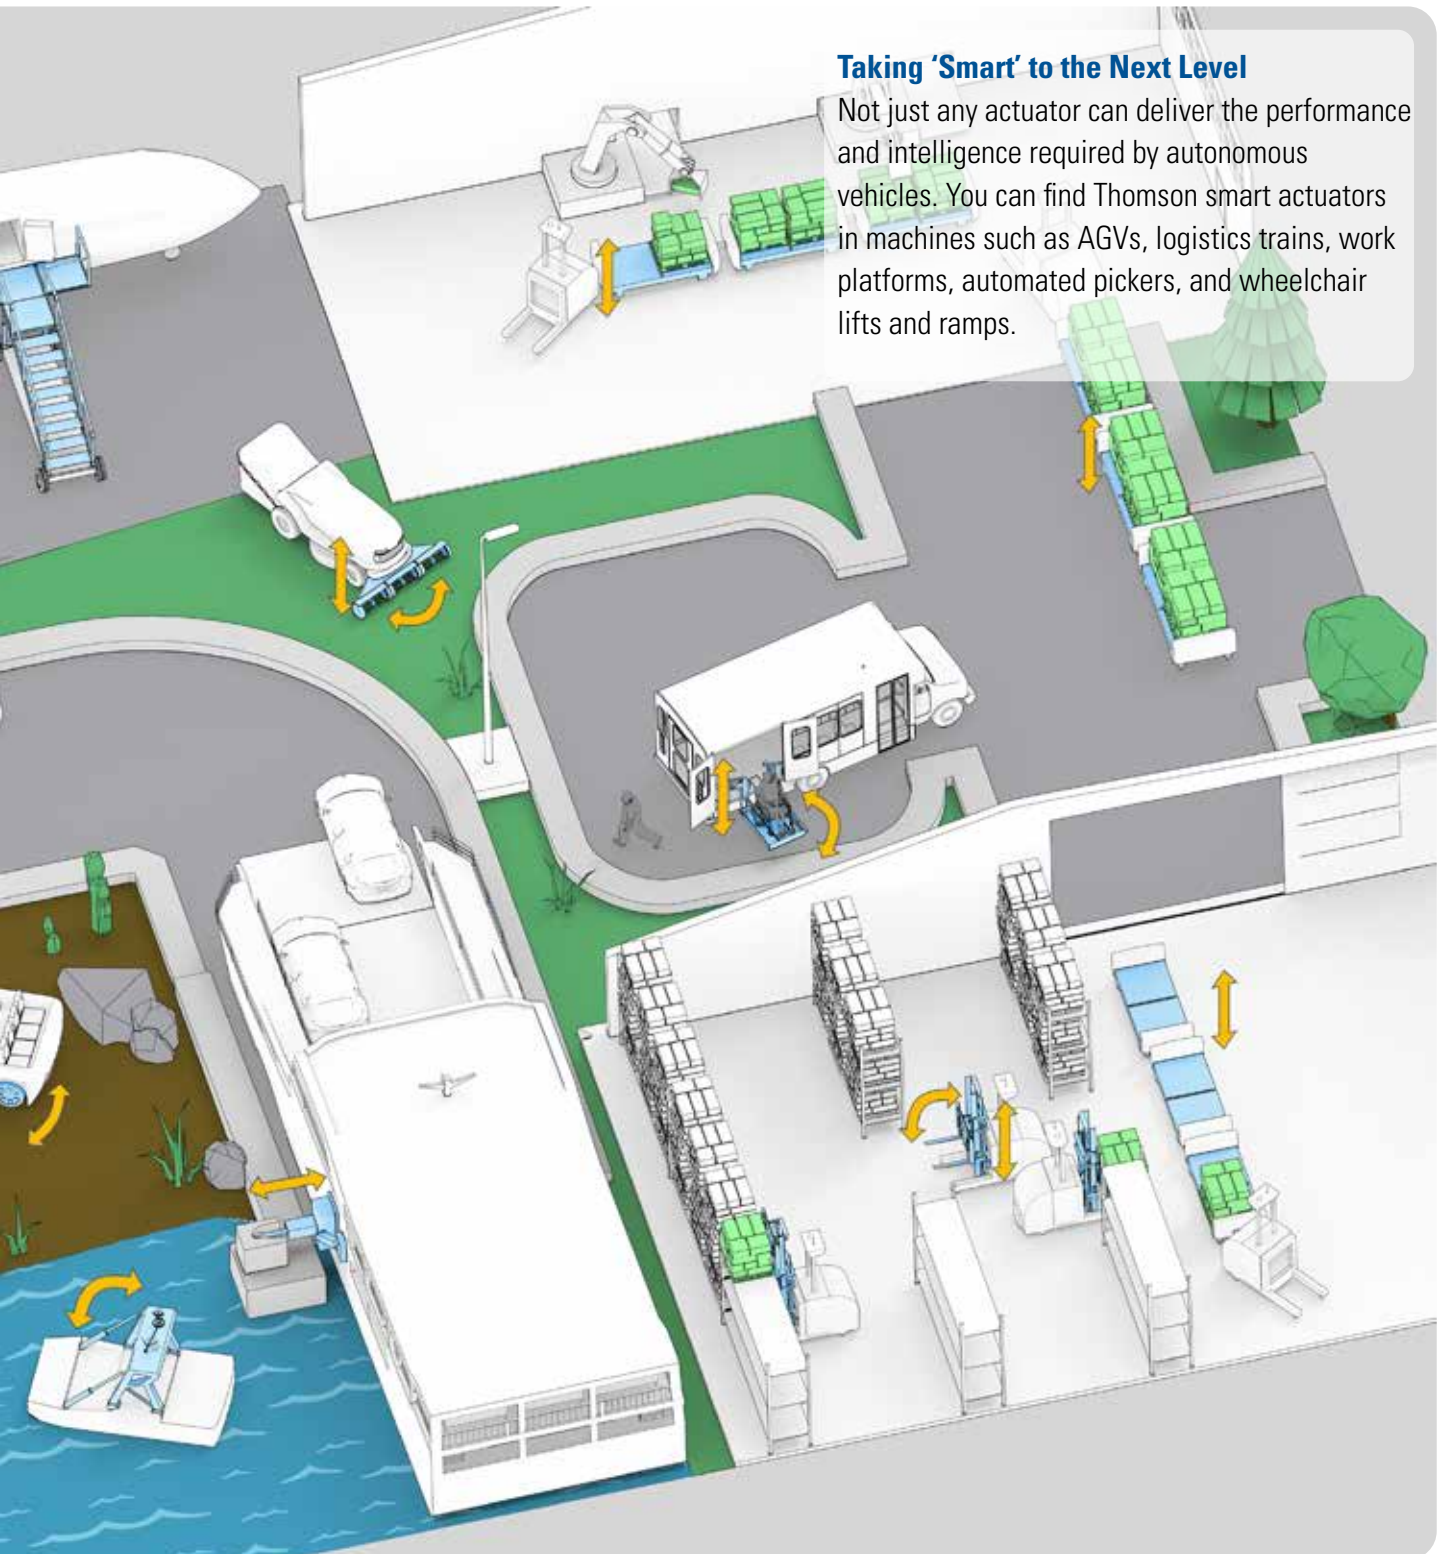 Taking ‘Smart’ to the Next Level
Not just any actuator can deliver the performance
and intelligence required by autonomous
vehicles. You can find Thomson smart actuators
in machines such as AGVs, logistics trains, work
platforms, automated pickers, and wheelchair
lifts and ramps.